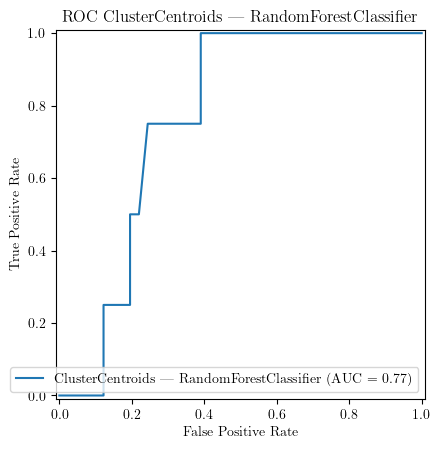 ROC ClusterCentroids — RandomForestClassifier
True Positive Rate
1.0
0.8
0.6
0.4
0.2
0.0
ClusterCentroids — RandomForestClassifier (AUC = 0.77)
0.0 0.2 0.4 0.6 0.8 1.0
False Positive Rate